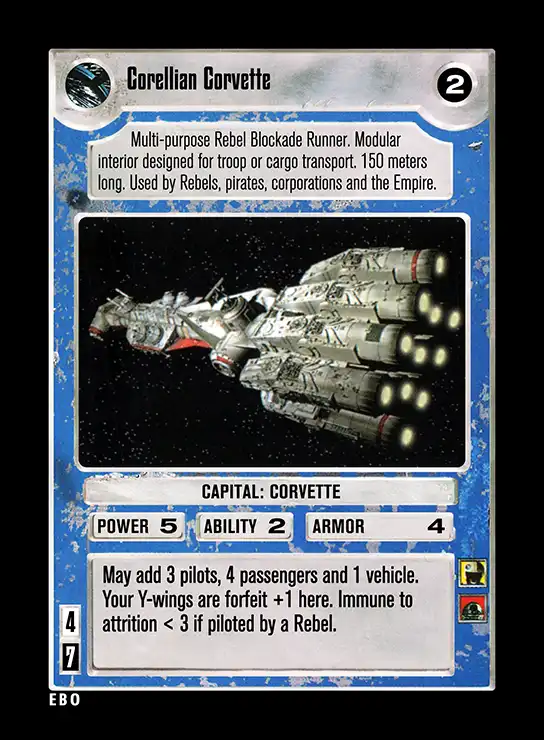 Corellian Corvette
2
Multi-purpose Rebel Blockade Runner. Modular
interior designed for troop or cargo transport. 150 meters
long. Used by Rebels, pirates, corporations and the Empire.
CAPITAL: CORVETTE
POWER 5 ABILITY 2 ARMOR 4
May add 3 pilots, 4 passengers and 1 vehicle.
Your Y-wings are forfeit +1 here. Immune to
attrition < 3 if piloted by a Rebel.
4
7
EBO